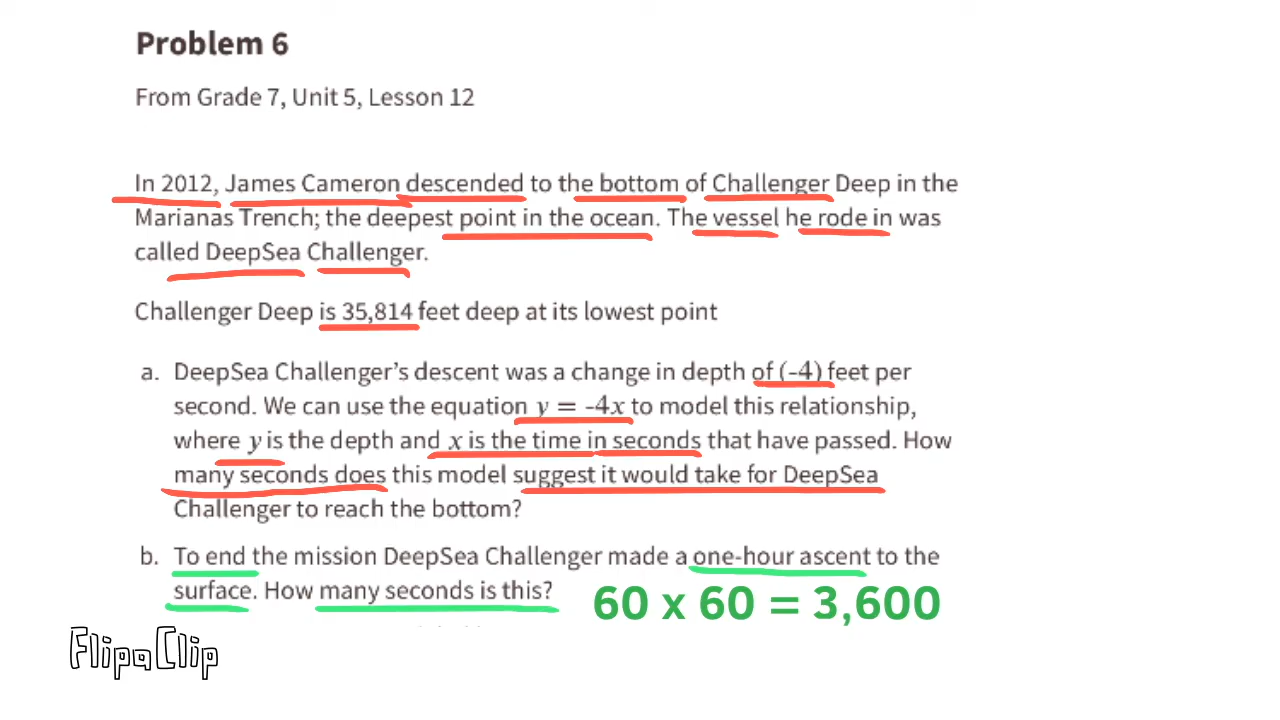 Problem 6
From Grade 7, Unit 5, Lesson 12
In 2012, James Cameron descended to the bottom of Challenger Deep in the
Marianas Trench; the deepest point in the ocean. The vessel he rode in was
called DeepSea Challenger.
Challenger Deep is 35,814 feet deep at its lowest point
a. DeepSea Challenger’s descent was a change in depth of (-4) feet per
second. We can use the equation y = -4x to model this relationship,
where y is the depth and x is the time in seconds that have passed. How
many seconds does this model suggest it would take for DeepSea
Challenger to reach the bottom?
b. To end the mission DeepSea Challenger made a one-hour ascent to the
surface. How many seconds is this?
60 x 60 = 3,600
FlipaClip